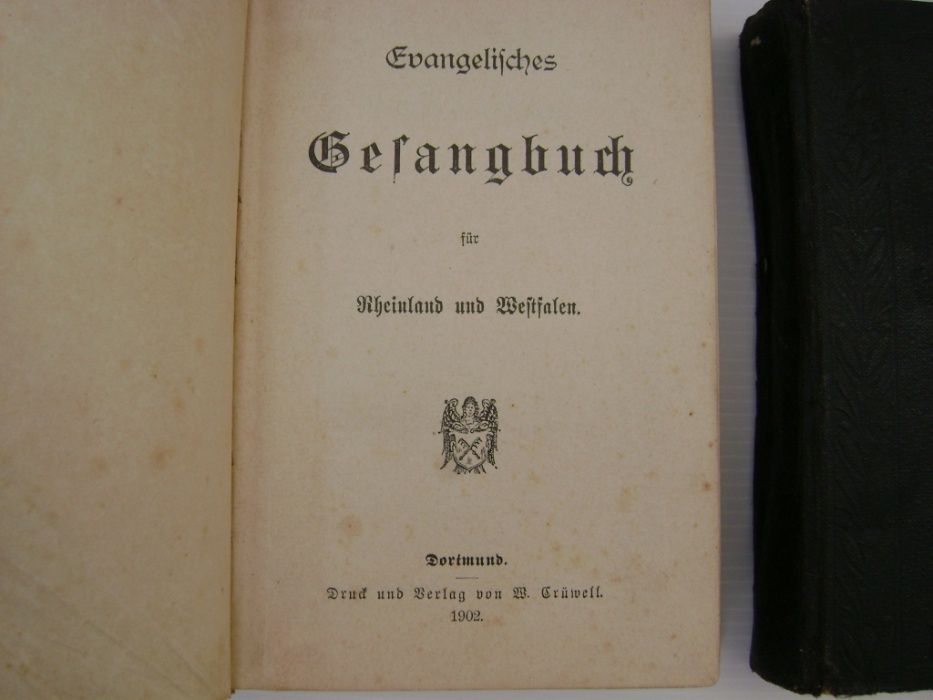 Evangeliſches
Geſangbuch
für
Rheinland und Weſtfalen.
Dortmund.
Druck und Verlag von W. Crüwell.
1902.